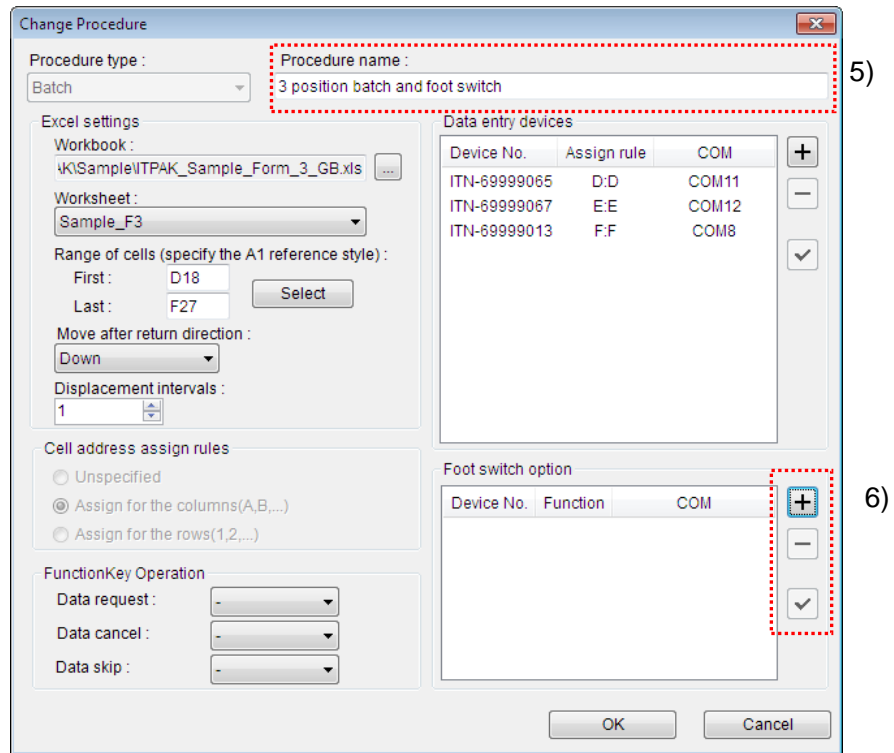 Change Procedure
Procedure type :
Procedure name :
Batch
3 position batch and foot switch
5)
Excel settings
Workbook :
\K\Sample\ITPAK_Sample_Form_3_GB.xls
...
Worksheet :
Sample_F3
Range of cells (specify the A1 reference style) :
First :
D18
Select
Last :
F27
Move after return direction :
Down
Displacement intervals :
1
Cell address assign rules
Unspecified
Assign for the columns(A,B,...)
Assign for the rows(1,2,...)
FunctionKey Operation
Data request :
-
Data cancel :
-
Data skip :
-
Data entry devices
Device No. Assign rule COM
ITN-69999065 D:D COM11
ITN-69999067 E:E COM12
ITN-69999013 F:F COM8
Foot switch option
Device No. Function COM
6)
OK
Cancel